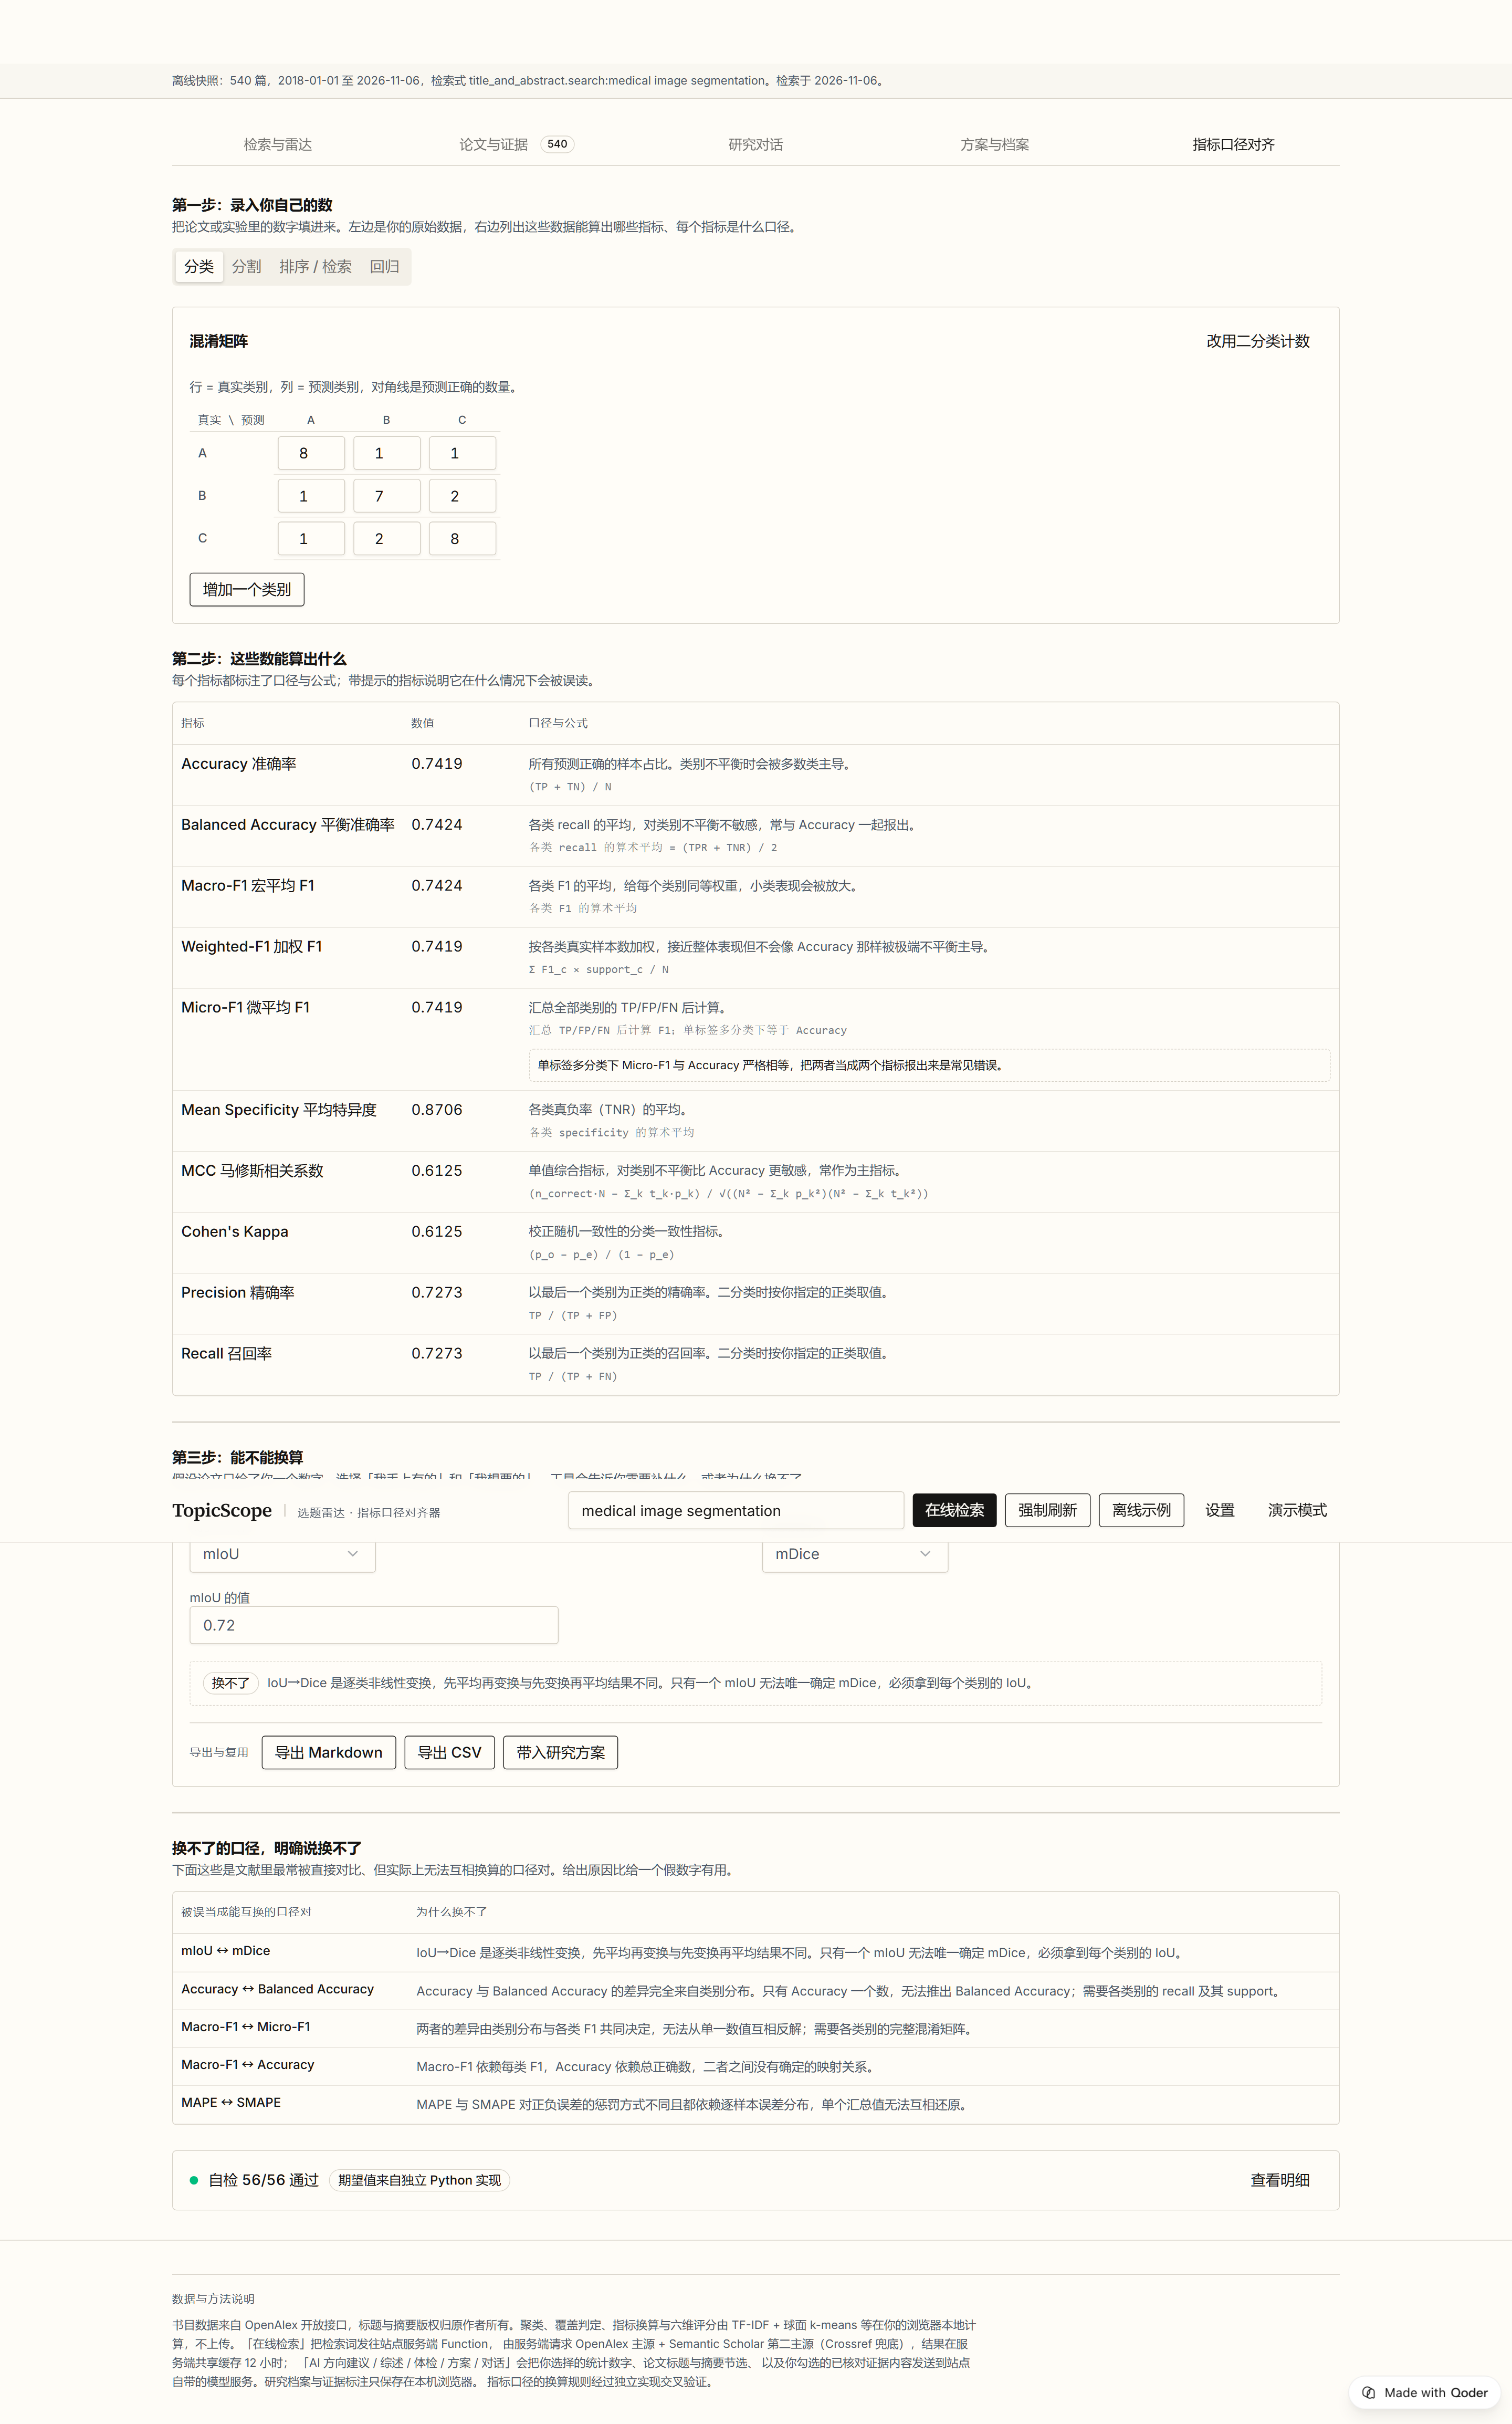 离线快照：540 篇，2018-01-01 至 2026-11-06，检索式 title_and_abstract.search:medical image segmentation。检索于 2026-11-06。
检索与雷达 论文与证据 540 研究对话 方案与档案 指标口径对齐
第一步：录入你自己的数
把论文或实验里的数字填进来。左边是你的原始数据，右边列出这些数据能算出哪些指标、每个指标是什么口径。
分类 分割 排序 / 检索 回归
混淆矩阵 改用二分类计数
行 = 真实类别，列 = 预测类别，对角线是预测正确的数量。
真实 \ 预测 A B C
A 8 1 1
B 1 7 2
C 1 2 8
增加一个类别
第二步：这些数能算出什么
每个指标都标注了口径与公式；带提示的指标说明它在什么情况下会被误读。
指标 数值 口径与公式
Accuracy 准确率 0.7419 所有预测正确的样本占比。类别不平衡时会被多数类主导。
(TP + TN) / N
Balanced Accuracy 平衡准确率 0.7424 各类 recall 的平均，对类别不平衡不敏感，常与 Accuracy 一起报出。
各类 recall 的算术平均 = (TPR + TNR) / 2
Macro-F1 宏平均 F1 0.7424 各类 F1 的平均，给每个类别同等权重，小类表现会被放大。
各类 F1 的算术平均
Weighted-F1 加权 F1 0.7419 按各类真实样本数加权，接近整体表现但不会像 Accuracy 那样被极端不平衡主导。
Σ F1_c × support_c / N
Micro-F1 微平均 F1 0.7419 汇总全部类别的 TP/FP/FN 后计算。
汇总 TP/FP/FN 后计算 F1；单标签多分类下等于 Accuracy
单标签多分类下 Micro-F1 与 Accuracy 严格相等，把两者当成两个指标报出来是常见错误。
Mean Specificity 平均特异度 0.8706 各类真负率（TNR）的平均。
各类 specificity 的算术平均
MCC 马修斯相关系数 0.6125 单值综合指标，对类别不平衡比 Accuracy 更敏感，常作为主指标。
(n_correct·N − Σ_k t_k·p_k) / √((N² − Σ_k p_k²)(N² − Σ_k t_k²))
Cohen's Kappa 0.6125 校正随机一致性的分类一致性指标。
(p_o − p_e) / (1 − p_e)
Precision 精确率 0.7273 以最后一个类别为正类的精确率。二分类时按你指定的正类取值。
TP / (TP + FP)
Recall 召回率 0.7273 以最后一个类别为正类的召回率。二分类时按你指定的正类取值。
TP / (TP + FN)
第三步：能不能换算
TopicScope 选题雷达 · 指标口径对齐器 medical image segmentation 在线检索 强制刷新 离线示例 设置 演示模式
mIoU mDice
mIoU 的值
0.72
换不了 IoU→Dice 是逐类非线性变换，先平均再变换与先变换再平均结果不同。只有一个 mIoU 无法唯一确定 mDice，必须拿到每个类别的 IoU。
导出与复用 导出 Markdown 导出 CSV 带入研究方案
换不了的口径，明确说换不了
下面这些是文献里最常被直接对比、但实际上无法互相换算的口径对。给出原因比给一个假数字有用。
被误当成能互换的口径对 为什么换不了
mIoU ↔ mDice IoU→Dice 是逐类非线性变换，先平均再变换与先变换再平均结果不同。只有一个 mIoU 无法唯一确定 mDice，必须拿到每个类别的 IoU。
Accuracy ↔ Balanced Accuracy Accuracy 与 Balanced Accuracy 的差异完全来自类别分布。只有 Accuracy 一个数，无法推出 Balanced Accuracy；需要各类别的 recall 及其 support。
Macro-F1 ↔ Micro-F1 两者的差异由类别分布与各类 F1 共同决定，无法从单一数值互相反解；需要各类别的完整混淆矩阵。
Macro-F1 ↔ Accuracy Macro-F1 依赖每类 F1，Accuracy 依赖总正确数，二者之间没有确定的映射关系。
MAPE ↔ SMAPE MAPE 与 SMAPE 对正负误差的惩罚方式不同且都依赖逐样本误差分布，单个汇总值无法互相还原。
自检 56/56 通过 期望值来自独立 Python 实现 查看明细
数据与方法说明
书目数据来自 OpenAlex 开放接口，标题与摘要版权归原作者所有。聚类、覆盖判定、指标换算与六维评分由 TF-IDF + 球面 k-means 等在你的浏览器本地计
算，不上传。「在线检索」把检索词发往站点服务端 Function， 由服务端请求 OpenAlex 主源 + Semantic Scholar 第二主源（Crossref 兜底），结果在服
务端共享缓存 12 小时； 「AI 方向建议 / 综述 / 体检 / 方案 / 对话」会把你选择的统计数字、论文标题与摘要节选、 以及你勾选的已核对证据内容发送到站点
自带的模型服务。研究档案与证据标注只保存在本机浏览器。 指标口径的换算规则经过独立实现交叉验证。
Made with Qoder